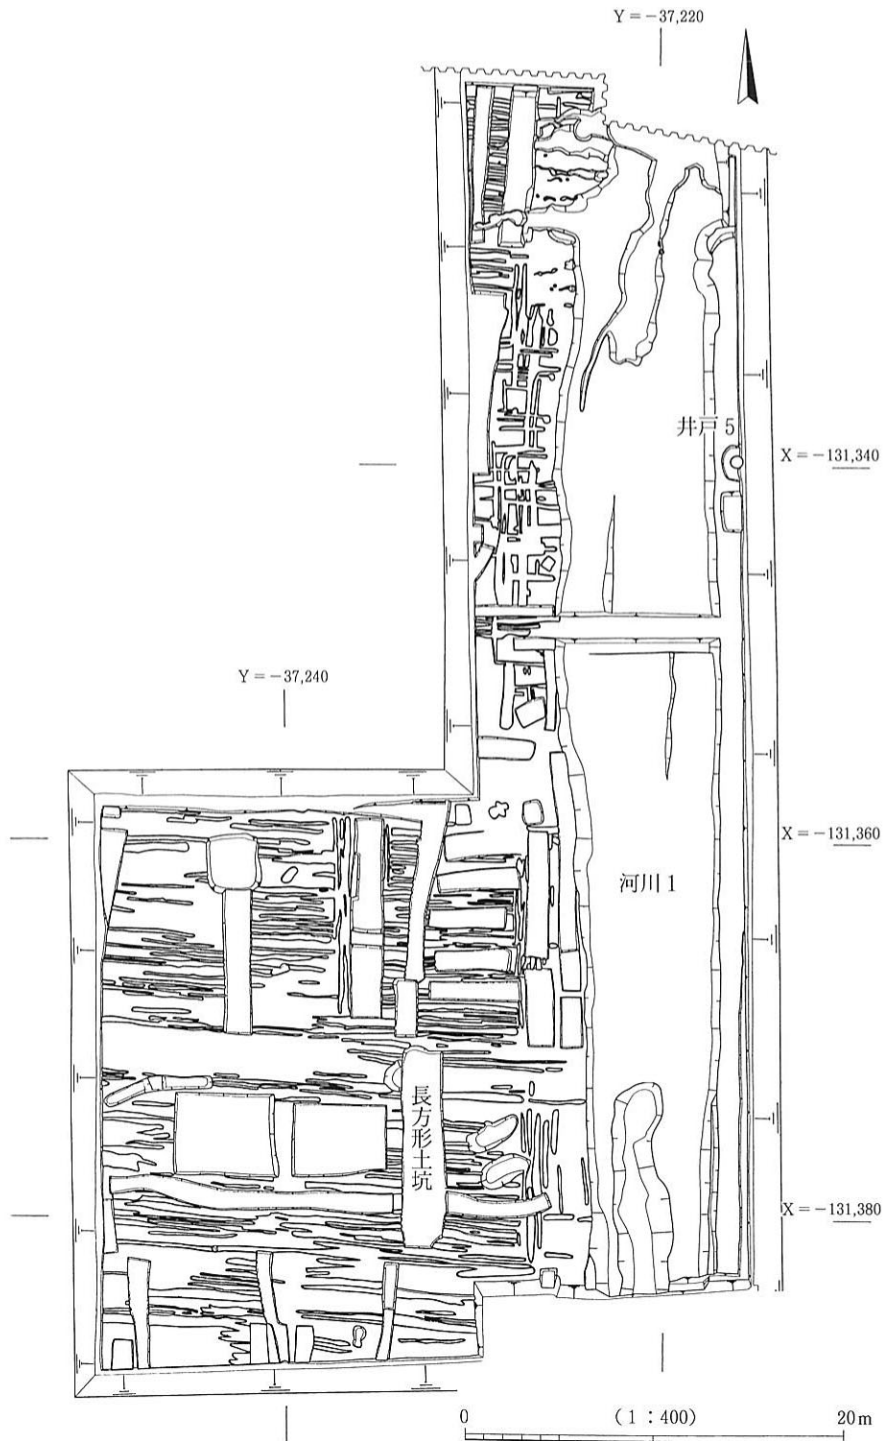 Y = -37,220
井戸 5
X = -131,340
Y = -37,240
X = -131,360
河川 1
長方形土坑
X = -131,380
0 (1：400) 20m